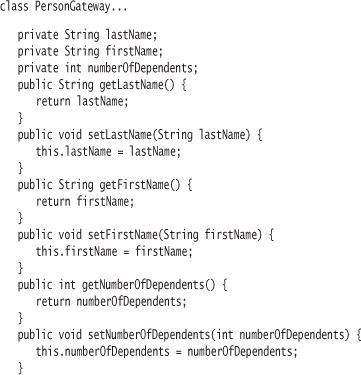 class PersonGateway...
private String lastName;
private String firstName;
private int numberOfDependents;
public String getLastName() {
return lastName;
}
public void setLastName(String lastName) {
this.lastName = lastName;
}
public String getFirstName() {
return firstName;
}
public void setFirstName(String firstName) {
this.firstName = firstName;
}
public int getNumberOfDependents() {
return numberOfDependents;
}
public void setNumberOfDependents(int numberOfDependents) {
this.numberOfDependents = numberOfDependents;
}